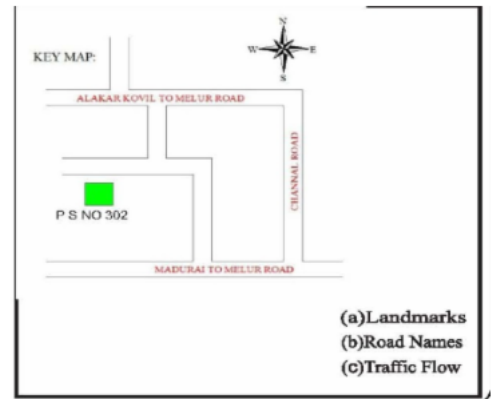 N
KEY MAP:
W E
S
ALAKAR KOVIL TO MELUR ROAD
CHANNAL ROAD
P S NO 302
MADURAI TO MELUR ROAD
(a)Landmarks
(b)Road Names
(c)Traffic Flow